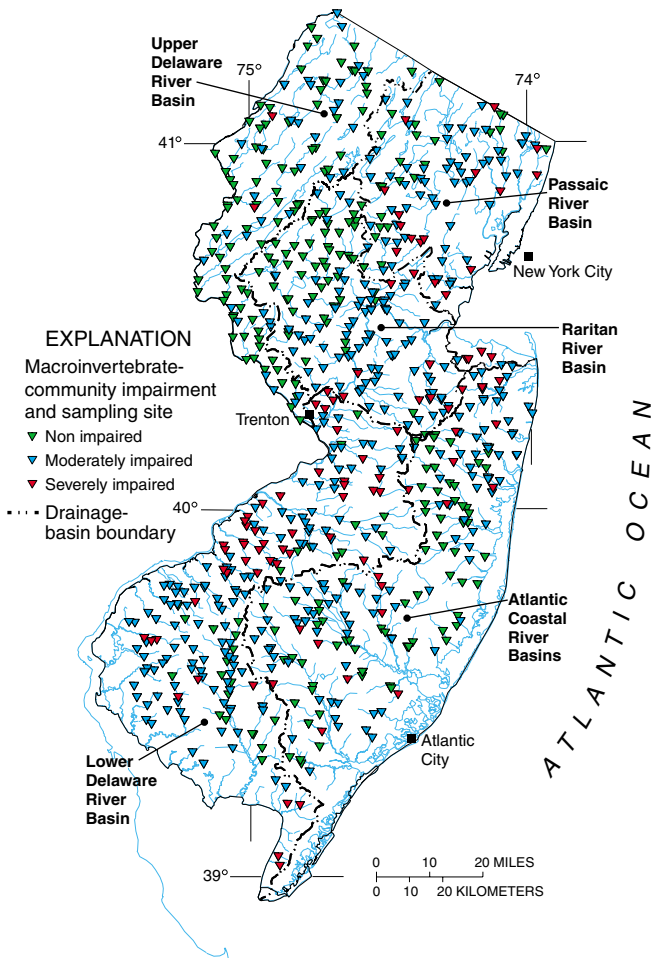 Upper
Delaware
River
Basin
75°
74°
41°
Passaic
River
Basin
New York City
EXPLANATION
Macroinvertebrate-
community impairment
and sampling site
Non impaired
Moderately impaired
Severely impaired
Drainage-
basin boundary
Raritan
River
Basin
Trenton
40°
ATLANTIC OCEAN
Atlantic
Coastal
River
Basins
Atlantic
City
Lower
Delaware
River
Basin
39°
0 10 20 MILES
0 10 20 KILOMETERS